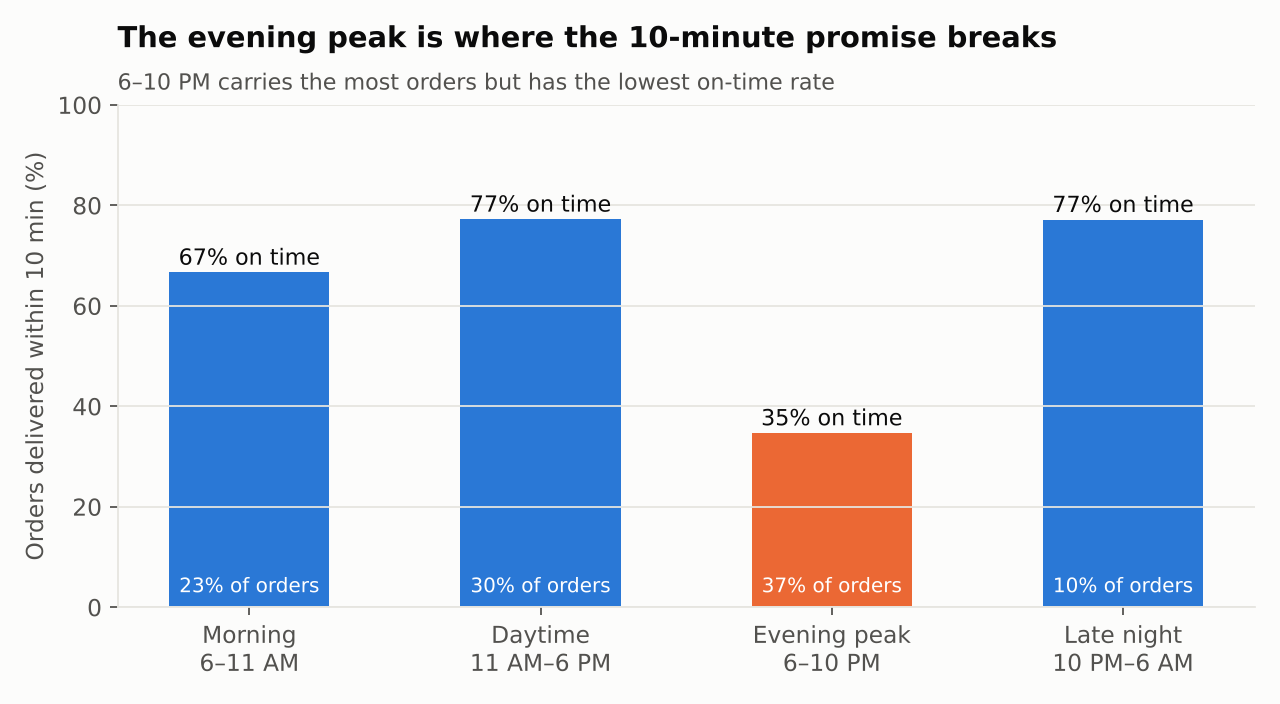 The evening peak is where the 10-minute promise breaks
6–10 PM carries the most orders but has the lowest on-time rate
Orders delivered within 10 min (%)
100
80
60
40
20
0
67% on time
77% on time
35% on time
77% on time
23% of orders
30% of orders
37% of orders
10% of orders
Morning
6–11 AM
Daytime
11 AM–6 PM
Evening peak
6–10 PM
Late night
10 PM–6 AM